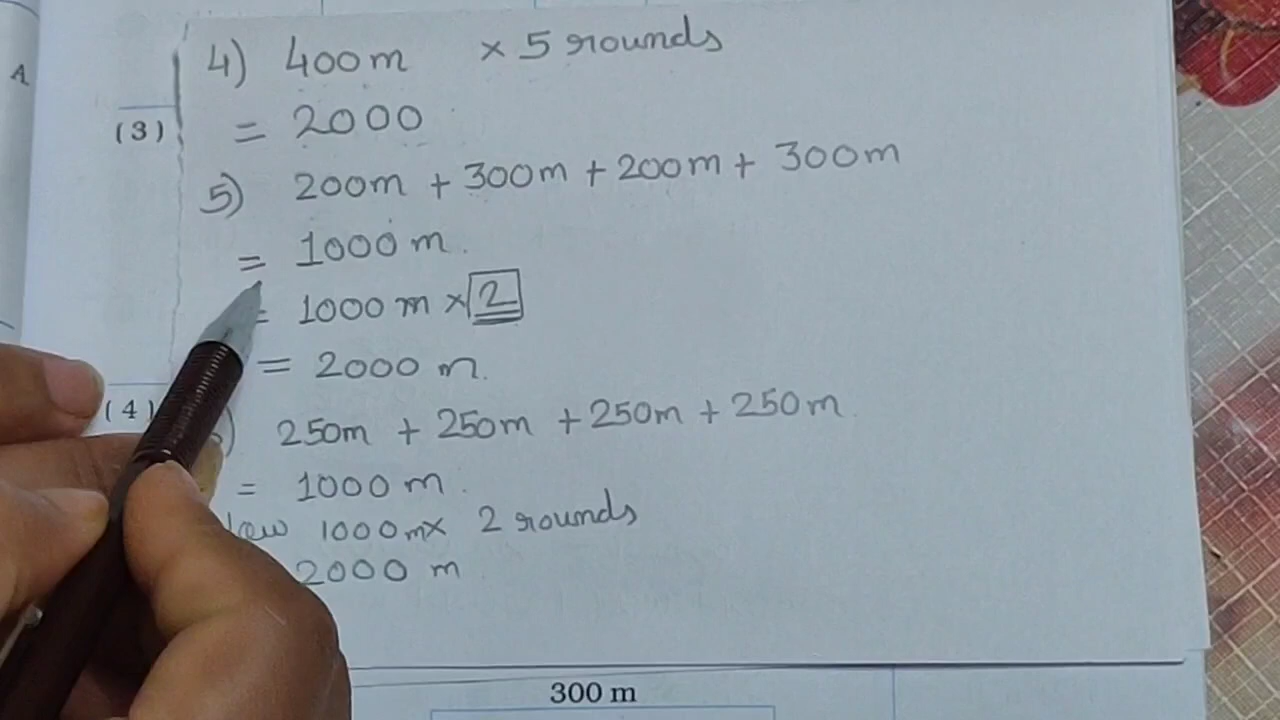 A
4) 400m × 5 rounds
(3)
= 2000
5) 200m + 300m + 200m + 300m
= 1000 m.
= 1000 m × 2
= 2000 m.
(4)
) 250m + 250m + 250m + 250m
= 1000 m.
1000m× 2 rounds
2000 m
300 m